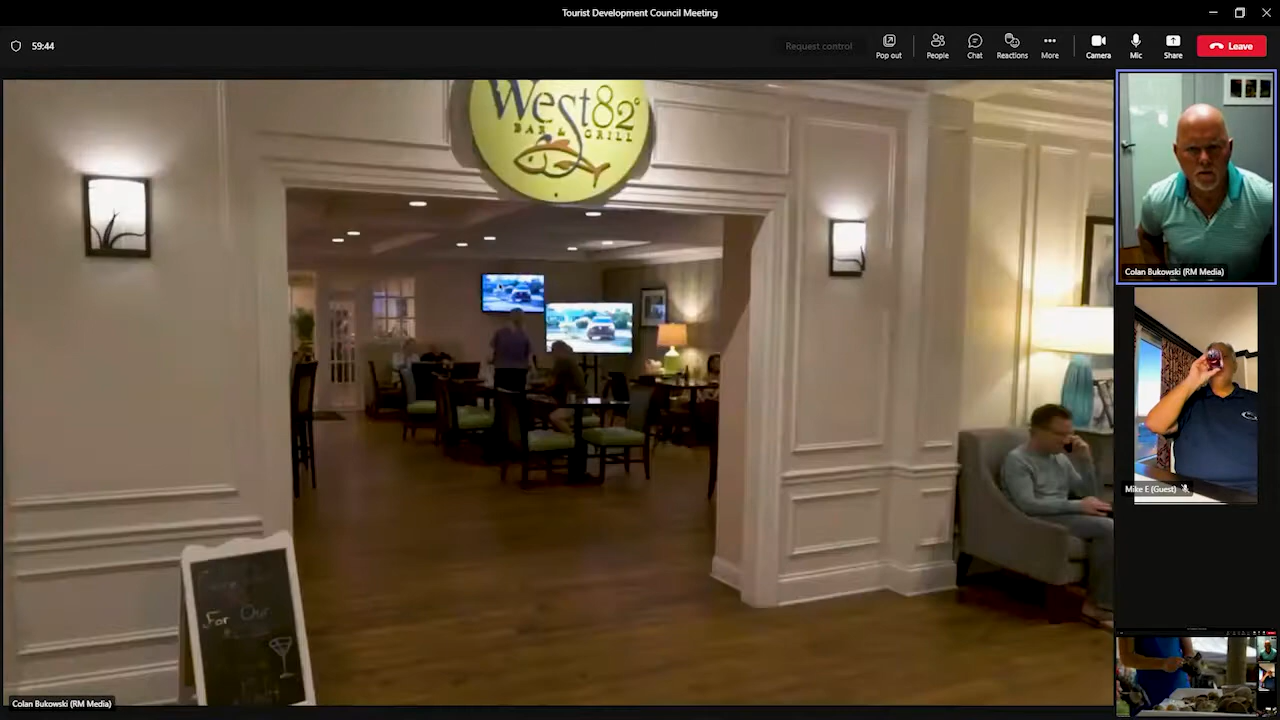 Tourist Development Council Meeting
59:44
Request control
Pop out
People
Chat
Reactions
More
Camera
Mic
Share
Leave
West 82°
BAR & GRILL
For Our
Colan Bukowski (RM Media)
Mike E (Guest)
Colan Bukowski (RM Media)